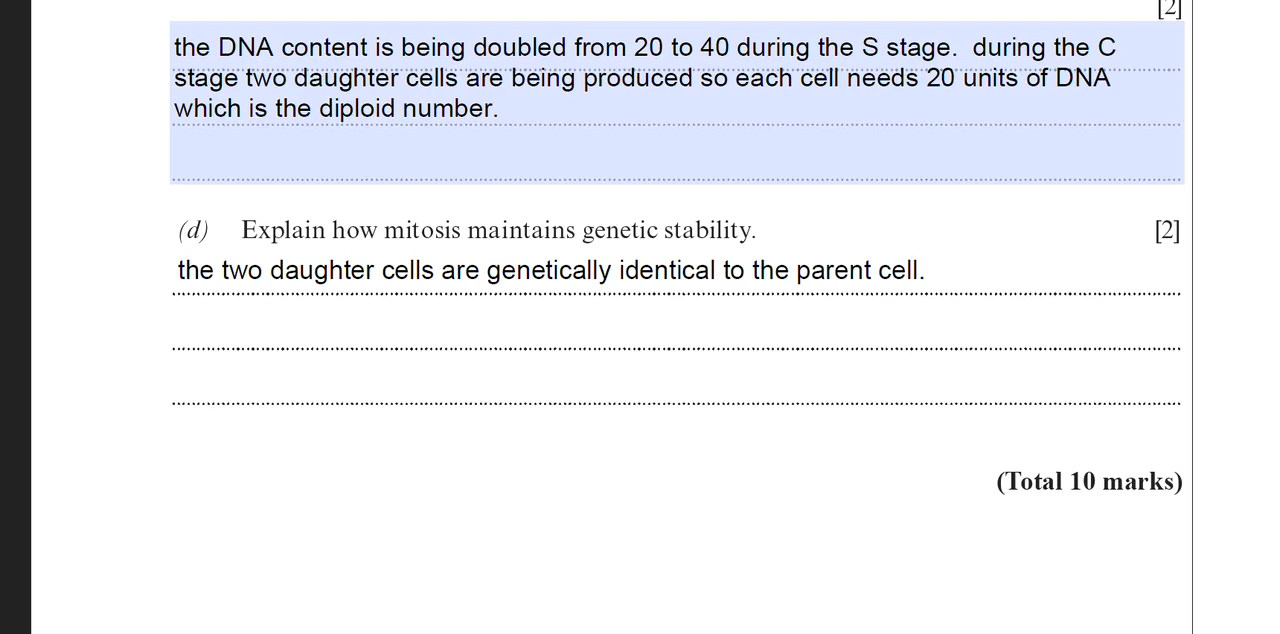 [2]
the DNA content is being doubled from 20 to 40 during the S stage.  during the C
stage two daughter cells are being produced so each cell needs 20 units of DNA
which is the diploid number.
(d) Explain how mitosis maintains genetic stability. [2]
the two daughter cells are genetically identical to the parent cell.
(Total 10 marks)